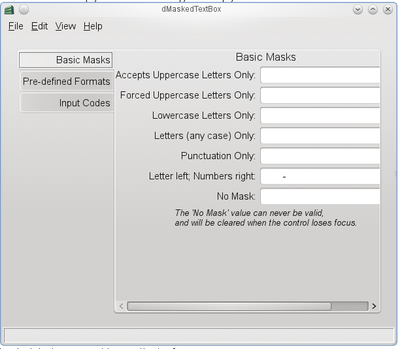 dMaskedTextBox
File Edit View Help
Basic Masks
Pre-defined Formats
Input Codes
Basic Masks
Accepts Uppercase Letters Only:
Forced Uppercase Letters Only:
Lowercase Letters Only:
Letters (any case) Only:
Punctuation Only:
Letter left; Numbers right: -
No Mask:
The 'No Mask' value can never be valid,
and will be cleared when the control loses focus.